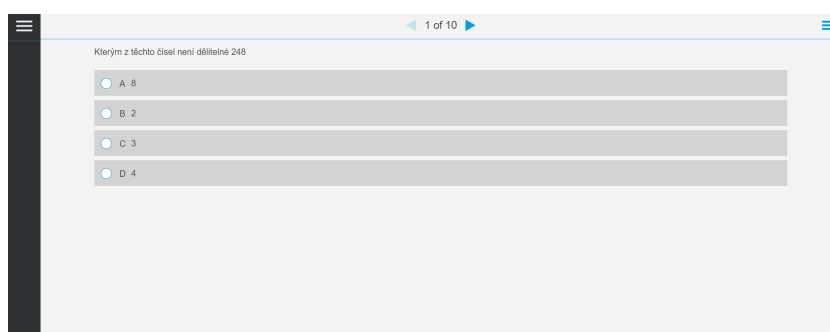 1 of 10
Kterým z těchto čísel není dělitelné 248
A 8
B 2
C 3
D 4